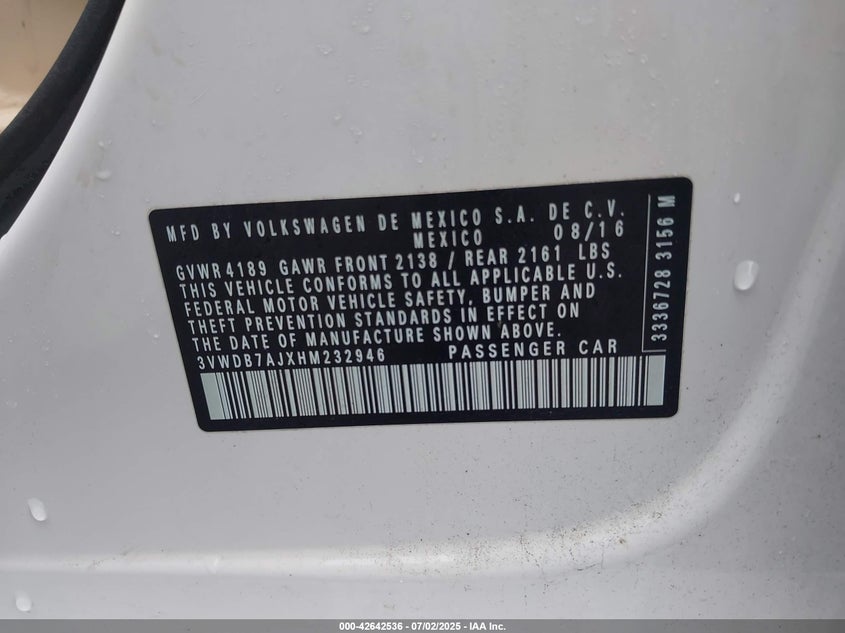 MFD BY VOLKSWAGEN DE MEXICO S.A. DE C.V.
MEXICO 08/16
GVWR 4189 GAWR FRONT 2138 / REAR 2161 LBS
THIS VEHICLE CONFORMS TO ALL APPLICABLE U.S.
FEDERAL MOTOR VEHICLE SAFETY, BUMPER AND
THEFT PREVENTION STANDARDS IN EFFECT ON
THE DATE OF MANUFACTURE SHOWN ABOVE.
3VWDB7AJXHM232946 PASSENGER CAR
3336728 3156 M
000-42642536 - 07/02/2025 - IAA Inc.